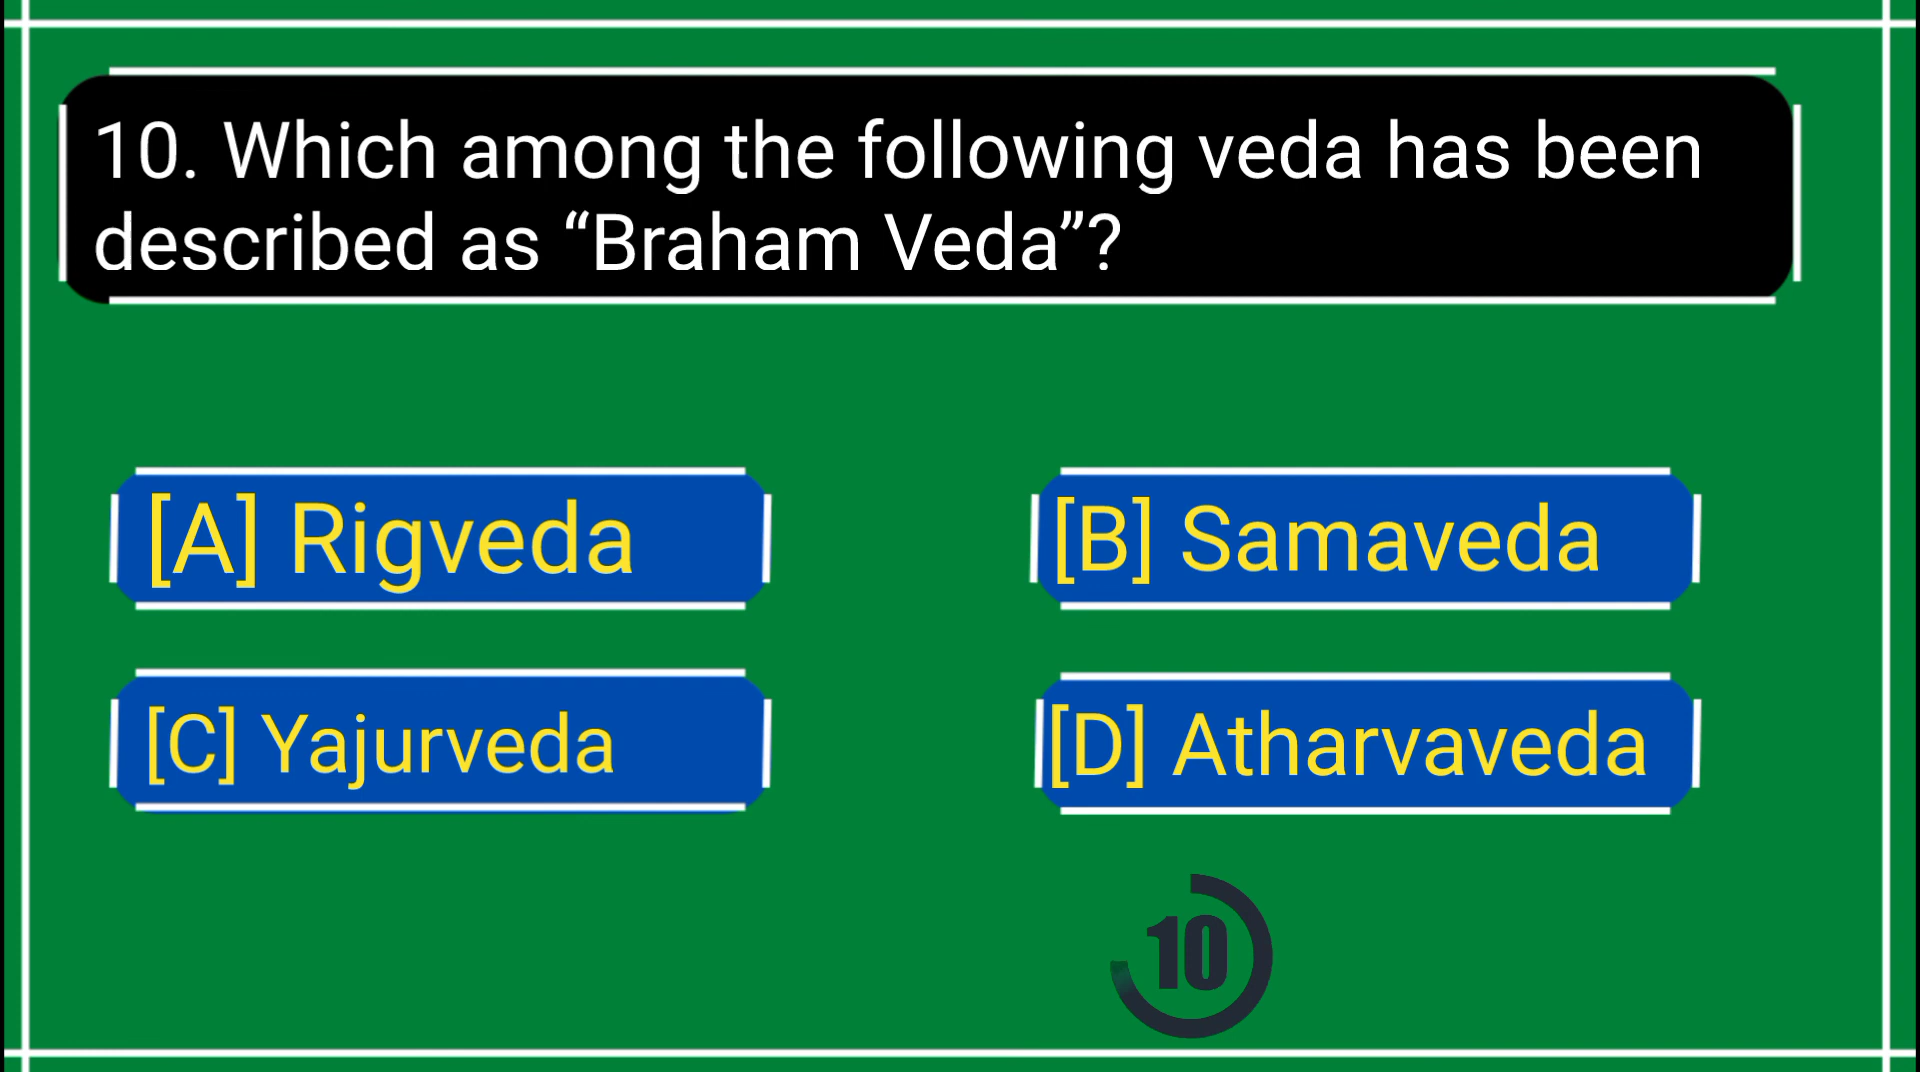 10. Which among the following veda has been
described as “Braham Veda”?
[A] Rigveda
[B] Samaveda
[C] Yajurveda
[D] Atharvaveda
10